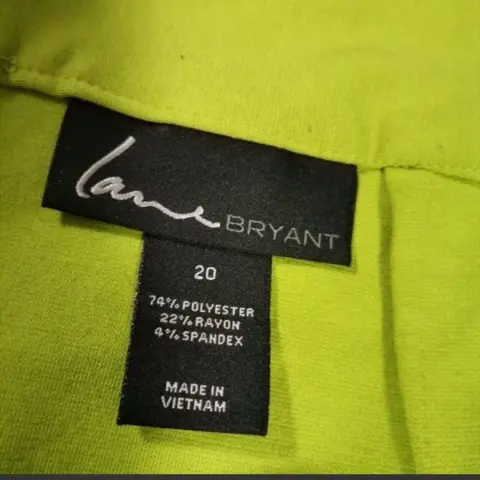 Lane BRYANT
20
74% POLYESTER
22% RAYON
4% SPANDEX
MADE IN
VIETNAM